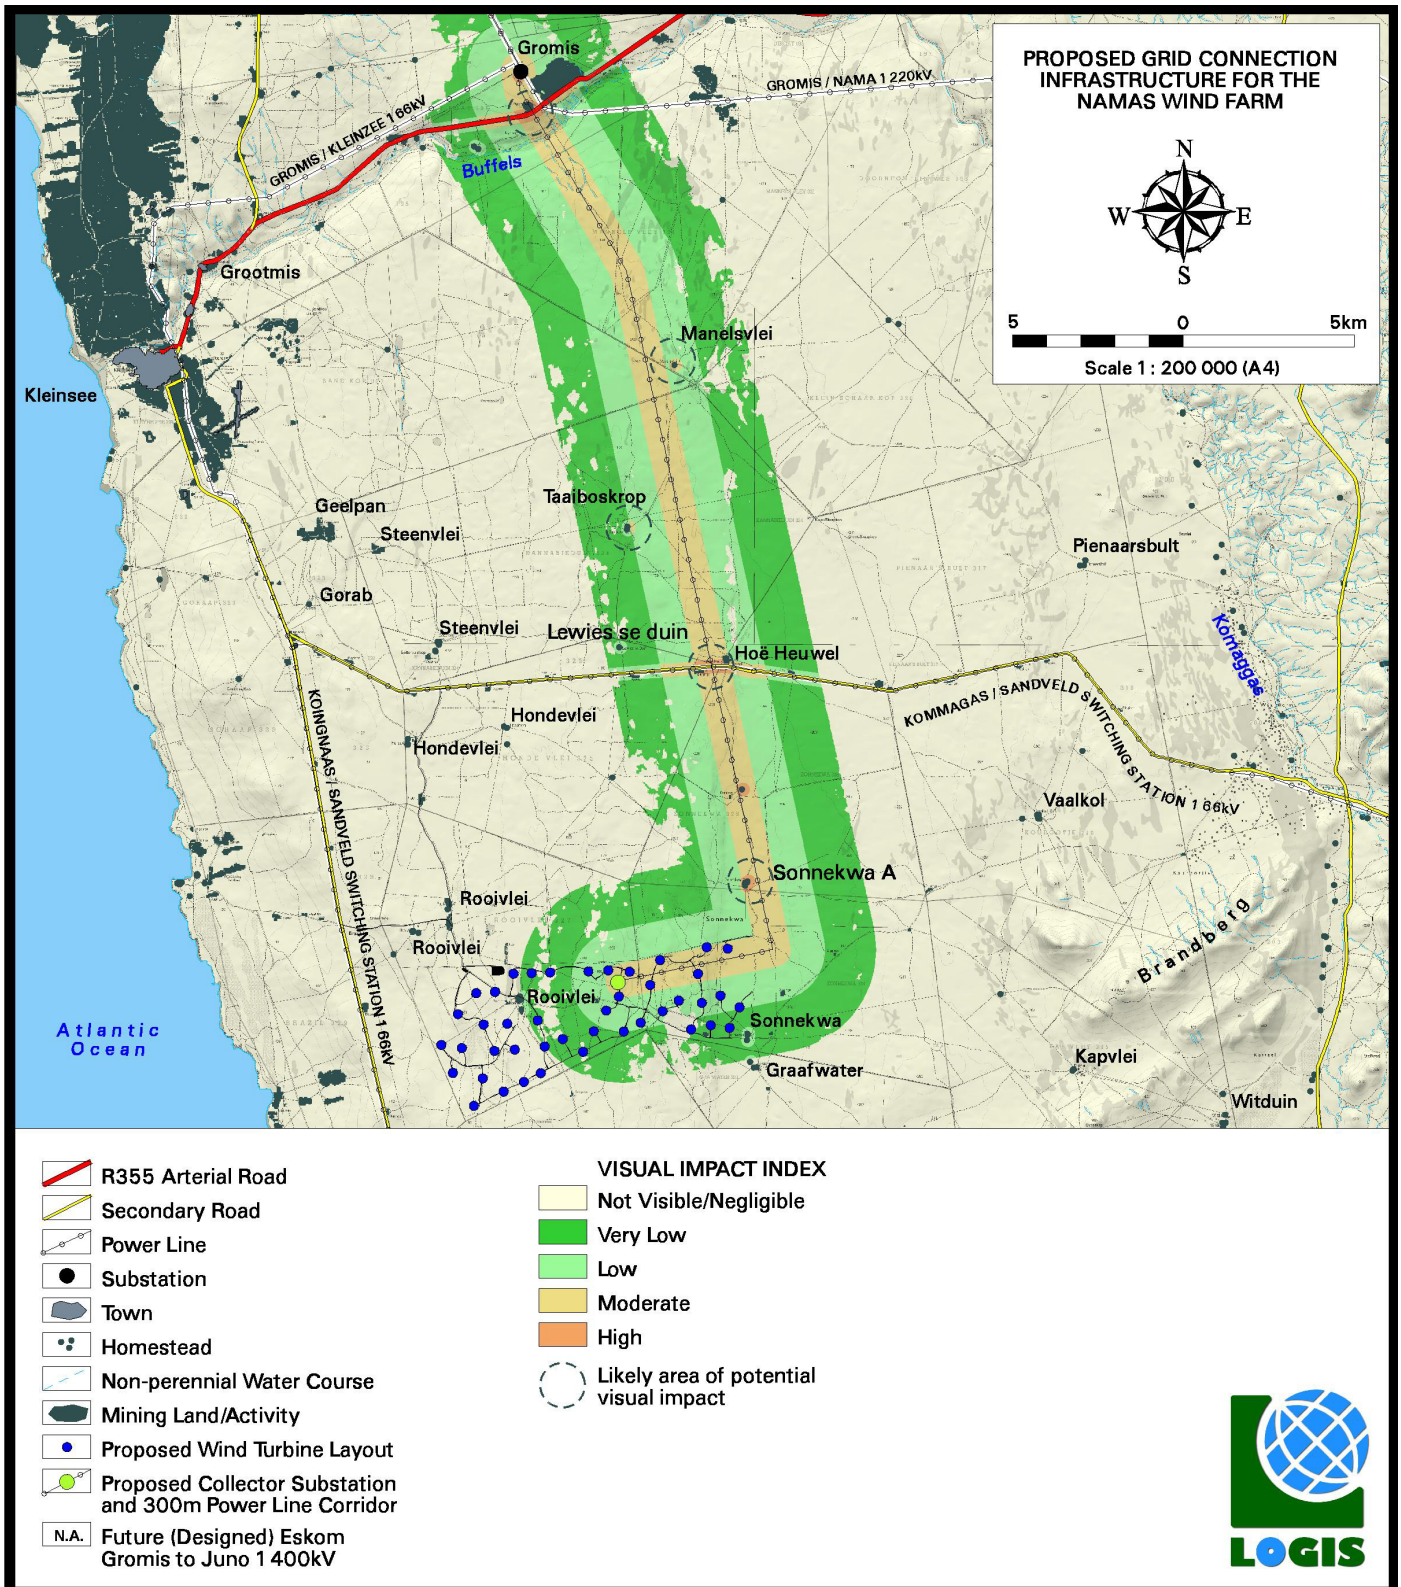 PROPOSED GRID CONNECTION
INFRASTRUCTURE FOR THE
NAMAS WIND FARM
N
W
E
S
5
0
5km
Scale 1 : 200 000 (A4)
Gromis
GROMIS / NAMA 1 220kV
GROMIS / KLEINZEE 1 66kV
Buffels
Grootmis
Manelsvlei
Kleinsee
Taaiboskrop
Geelpan
Steenvlei
Pienaarsbult
Gorab
Steenvlei
Lewies se duin
Hoë Heuwel
Komaggas
KOMMAGAS / SANDVELD SWITCHING STATION 1 66kV
Hondevlei
Hondevlei
KOINGNAAS / SANDVELD SWITCHING STATION 1 66kV
Vaalkol
Sonnekwa A
Rooivlei
Sonnekwa
Rooivlei
Brandberg
Rooivlei
Sonnekwa
Atlantic
Ocean
Graafwater
Kapvlei
Witduin
R355 Arterial Road
Secondary Road
Power Line
Substation
Town
Homestead
Non-perennial Water Course
Mining Land/Activity
Proposed Wind Turbine Layout
Proposed Collector Substation
and 300m Power Line Corridor
N.A.
Future (Designed) Eskom
Gromis to Juno 1 400kV
VISUAL IMPACT INDEX
Not Visible/Negligible
Very Low
Low
Moderate
High
Likely area of potential
visual impact
LOGIS